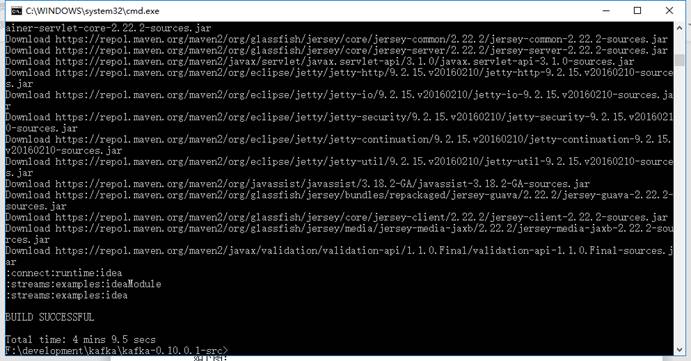 C:\WINDOWS\system32\cmd.exe
ainer-servlet-core-2.22.2-sources.jar
Download https://repo1.maven.org/maven2/org/glassfish/jersey/core/jersey-common/2.22.2/jersey-common-2.22.2-sources.jar
Download https://repo1.maven.org/maven2/org/glassfish/jersey/core/jersey-server/2.22.2/jersey-server-2.22.2-sources.jar
Download https://repo1.maven.org/maven2/javax/servlet/javax.servlet-api/3.1.0/javax.servlet-api-3.1.0-sources.jar
Download https://repo1.maven.org/maven2/org/eclipse/jetty/jetty-http/9.2.15.v20160210/jetty-http-9.2.15.v20160210-source
s.jar
Download https://repo1.maven.org/maven2/org/eclipse/jetty/jetty-io/9.2.15.v20160210/jetty-io-9.2.15.v20160210-sources.ja
r
Download https://repo1.maven.org/maven2/org/eclipse/jetty/jetty-security/9.2.15.v20160210/jetty-security-9.2.15.v2016021
0-sources.jar
Download https://repo1.maven.org/maven2/org/eclipse/jetty/jetty-continuation/9.2.15.v20160210/jetty-continuation-9.2.15.
v20160210-sources.jar
Download https://repo1.maven.org/maven2/org/eclipse/jetty/jetty-util/9.2.15.v20160210/jetty-util-9.2.15.v20160210-source
s.jar
Download https://repo1.maven.org/maven2/org/javassist/javassist/3.18.2-GA/javassist-3.18.2-GA-sources.jar
Download https://repo1.maven.org/maven2/org/glassfish/jersey/bundles/repackaged/jersey-guava/2.22.2/jersey-guava-2.22.2-
sources.jar
Download https://repo1.maven.org/maven2/org/glassfish/jersey/core/jersey-client/2.22.2/jersey-client-2.22.2-sources.jar
Download https://repo1.maven.org/maven2/org/glassfish/jersey/media/jersey-media-jaxb/2.22.2/jersey-media-jaxb-2.22.2-sou
rces.jar
Download https://repo1.maven.org/maven2/javax/validation/validation-api/1.1.0.Final/validation-api-1.1.0.Final-sources.j
ar
:connect:runtime:idea
:streams:examples:ideaModule
:streams:examples:idea
BUILD SUCCESSFUL
Total time: 4 mins 9.5 secs
F:\development\kafka\kafka-0.10.0.1-src>